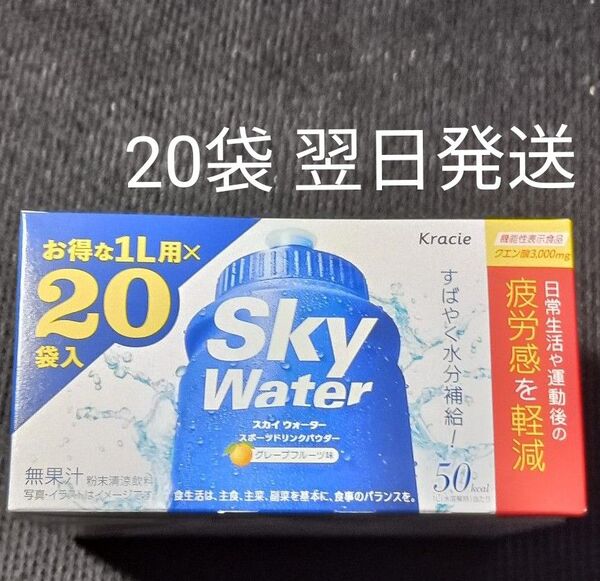 20袋 翌日発送
お得な1L用×
20
袋入
Sky
Water
スカイ ウォーター
スポーツドリンクパウダー
グレープフルーツ味
Kracie
すばやく水分補給！
機能性表示食品
クエン酸3,000mg
日常生活や運動後の
疲労感を軽減
無果汁 粉末清涼飲料
写真・イラストはイメージです
食生活は、主食、主菜、副菜を基本に、食事のバランスを。
50kcal